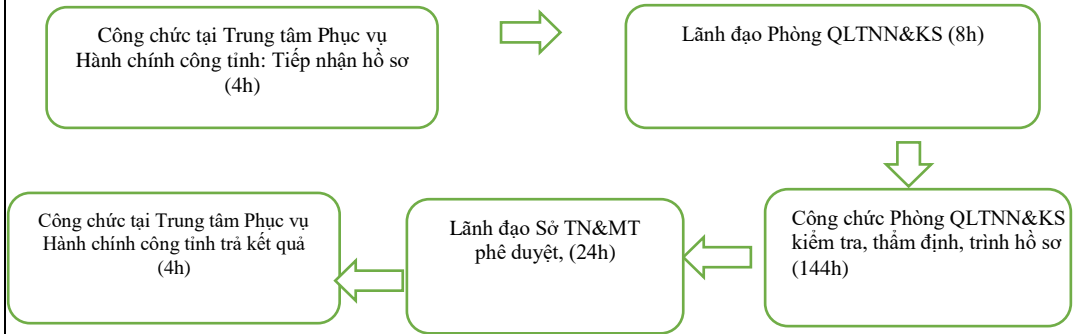 Công chức tại Trung tâm Phục vụ
Hành chính công tỉnh: Tiếp nhận hồ sơ
(4h)
Lãnh đạo Phòng QLTNN&KS (8h)
Công chức Phòng QLTNN&KS
kiểm tra, thẩm định, trình hồ sơ
(144h)
Lãnh đạo Sở TN&MT
phê duyệt, (24h)
Công chức tại Trung tâm Phục vụ
Hành chính công tỉnh trả kết quả
(4h)